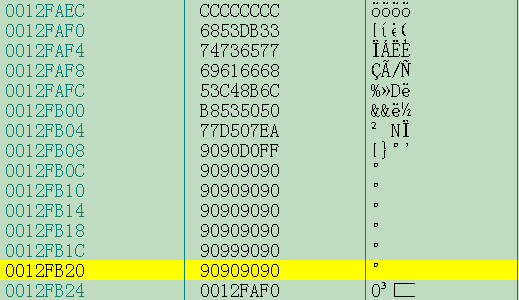 0012FAEC CCCCCCCC öööö
0012FAF0 6853DB33
0012FAF4 74736577 ÏÁËÈ
0012FAF8 69616668 ÇÃ/Ñ
0012FAFC 53C48B6C %»Dë
0012FB00 B8535050 &&ë½
0012FB04 77D507EA ² NÏ
0012FB08 9090D0FF [}°'
0012FB0C 90909090 °
0012FB10 90909090 °
0012FB14 90909090 °
0012FB18 90909090 °
0012FB1C 90999090 °
0012FB20 90909090 °
0012FB24 0012FAF0 0³